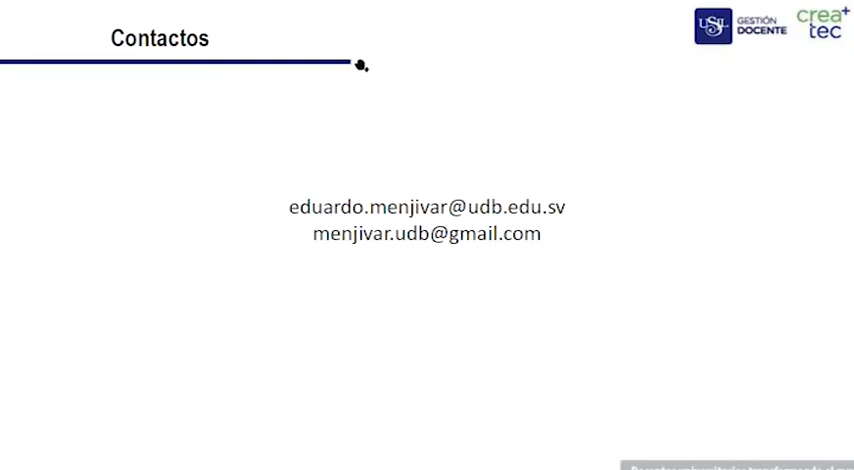 Contactos
USIL
GESTIÓN
DOCENTE
crea+
tec
eduardo.menjivar@udb.edu.sv
menjivar.udb@gmail.com